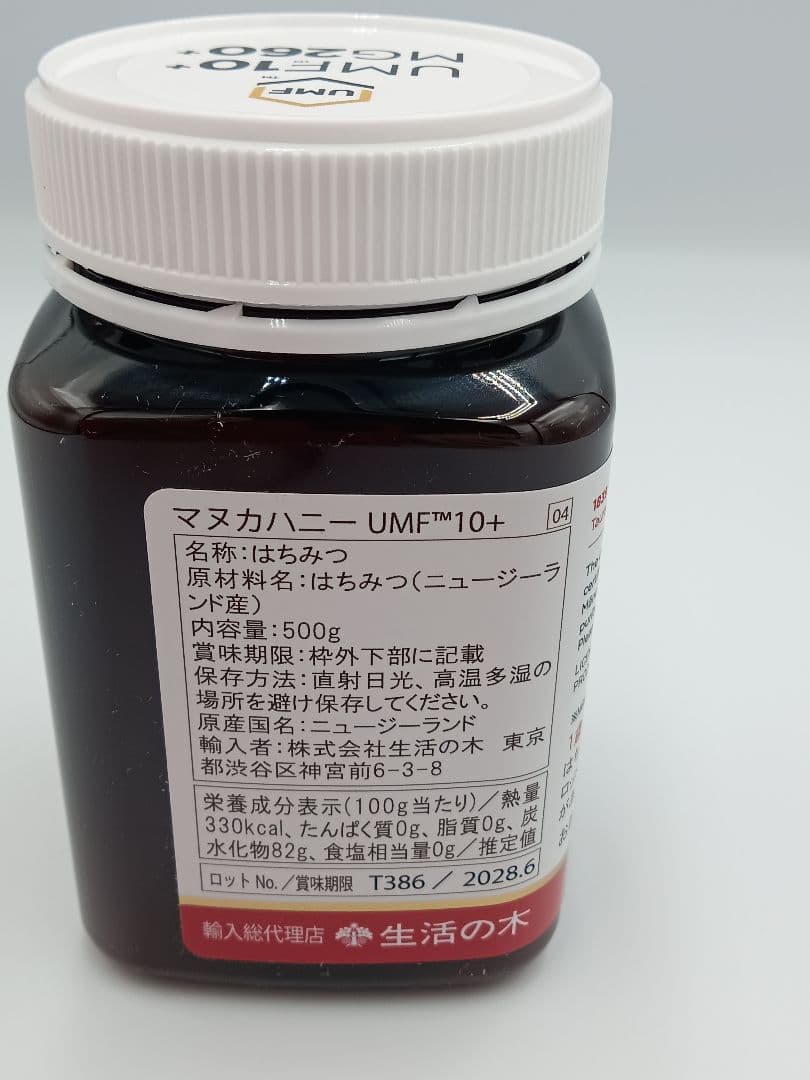 UMF
UMF10+
MG260+
マヌカハニー UMF™10+
04
名称:はちみつ
原材料名:はちみつ(ニュージーラ
ンド産)
内容量:500g
賞味期限:枠外下部に記載
保存方法:直射日光、高温多湿の
場所を避け保存してください。
原産国名:ニュージーランド
輸入者:株式会社生活の木 東京
都渋谷区神宮前6-3-8
栄養成分表示(100g当たり)/熱量
330kcal、たんぱく質0g、脂質0g、炭
水化物82g、食塩相当量0g/推定値
ロットNo./賞味期限 T386 / 2028.6
輸入総代理店 生活の木